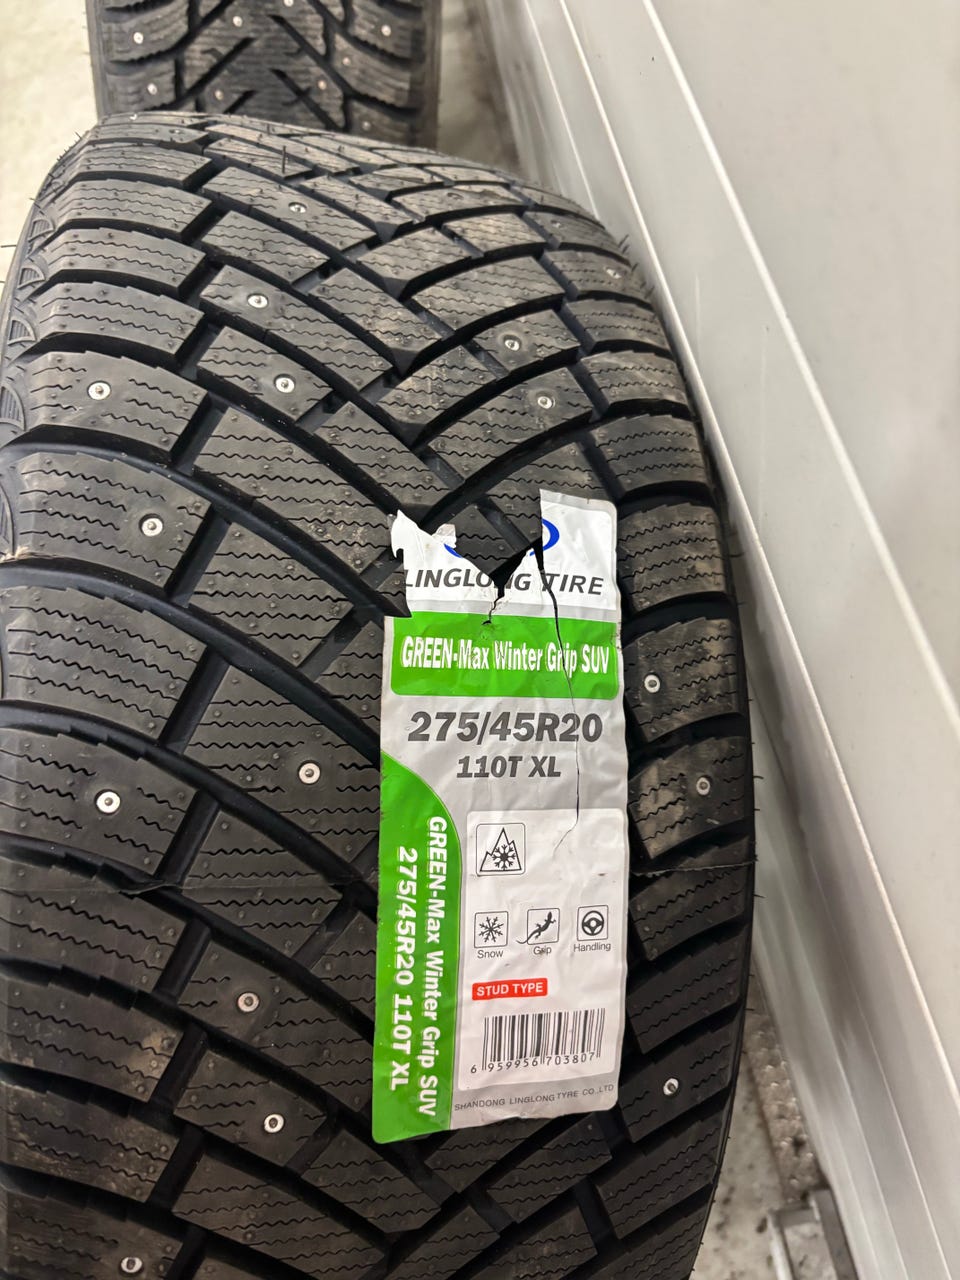 LINGLONG TIRE
GREEN-Max Winter Grip SUV
275/45R20
110T XL
GREEN-Max Winter Grip SUV
275/45R20 110T XL
Snow
Grip
Handling
STUD TYPE
6 959956 703807
SHANDONG LINGLONG TYRE CO.,LTD